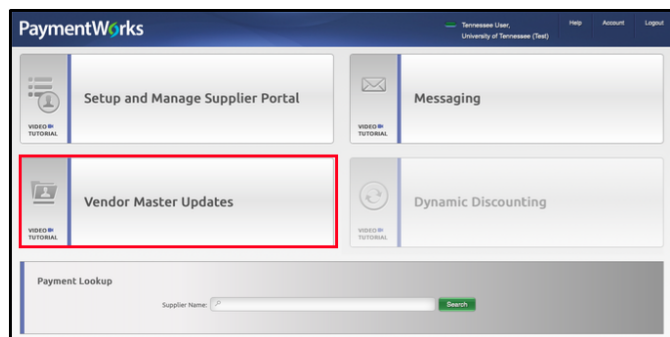 PaymentWorks
Tennessee User,
University of Tennessee (Test)
Help
Account
Logout
Setup and Manage Supplier Portal
VIDEO
TUTORIAL
Messaging
VIDEO
TUTORIAL
Vendor Master Updates
VIDEO
TUTORIAL
Dynamic Discounting
VIDEO
TUTORIAL
Payment Lookup
Supplier Name:
Search